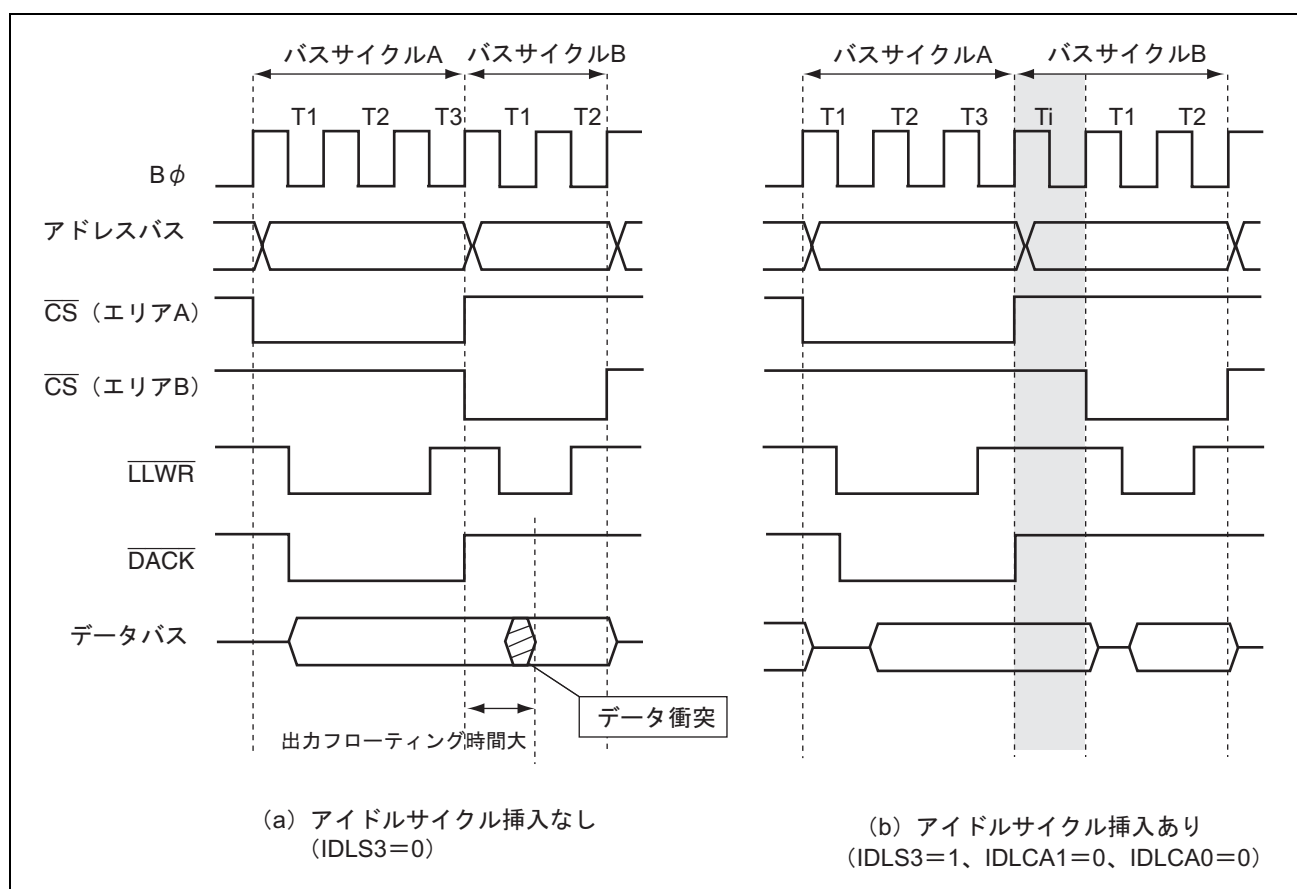 バスサイクルA バスサイクルB バスサイクルA バスサイクルB
T1 T2 T3 T1 T2 T1 T2 T3 Ti T1 T2
Bφ
アドレスバス
CS（エリアA）
CS（エリアB）
LLWR
DACK
データバス
データ衝突
出力フローティング時間大
（a）アイドルサイクル挿入なし
（IDLS3＝0）
（b）アイドルサイクル挿入あり
（IDLS3＝1、IDLCA1＝0、IDLCA0＝0）